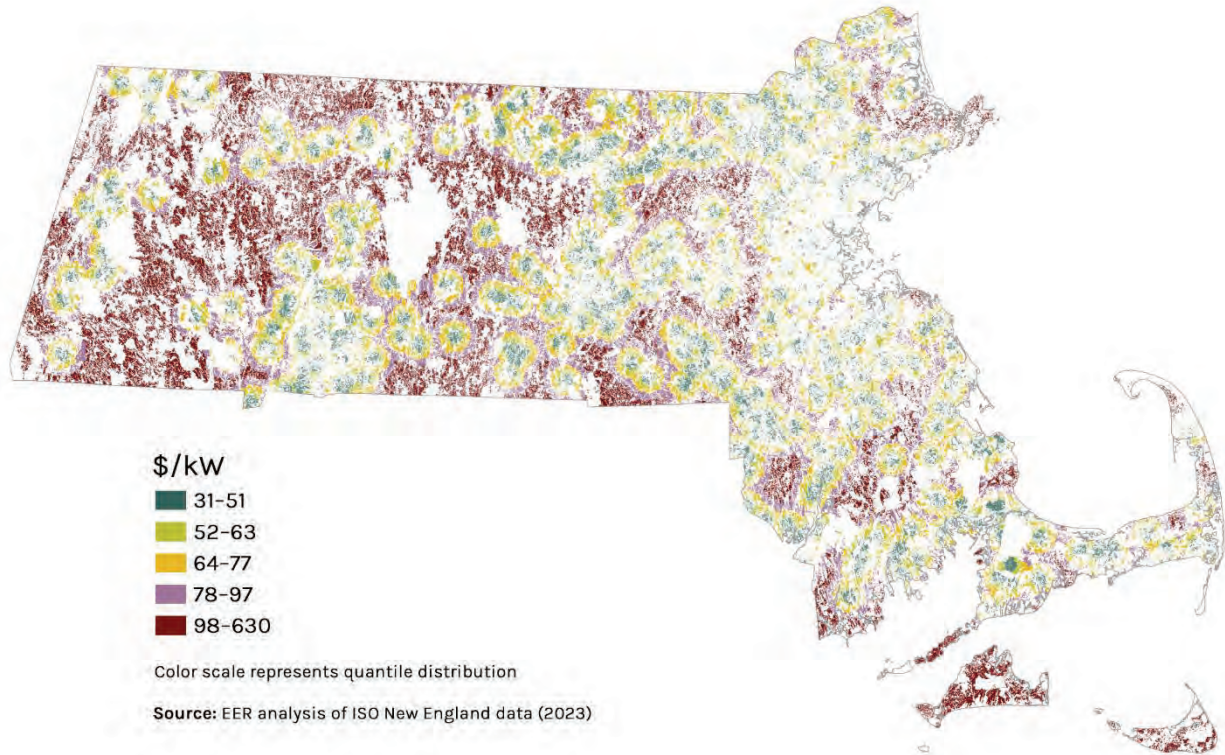 $/kW
31–51
52–63
64–77
78–97
98–630
Color scale represents quantile distribution
Source: EER analysis of ISO New England data (2023)